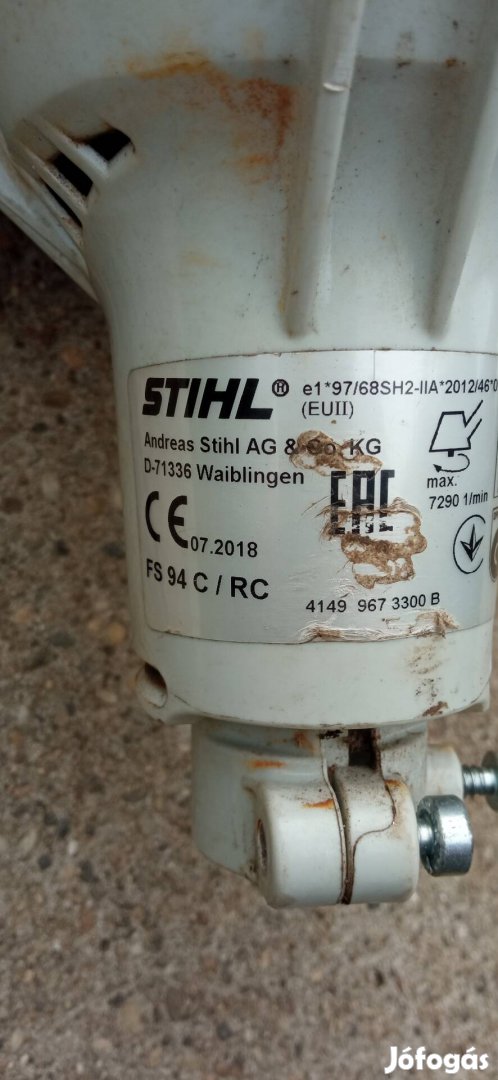 STIHL® e1*97/68SH2-IIA*2012/46*0
(EUII)
Andreas Stihl AG & Co. KG
D-71336 Waiblingen
max.
7290 1/min
EAC
CE 07.2018
FS 94 C / RC
4149 967 3300 B
Jófogás